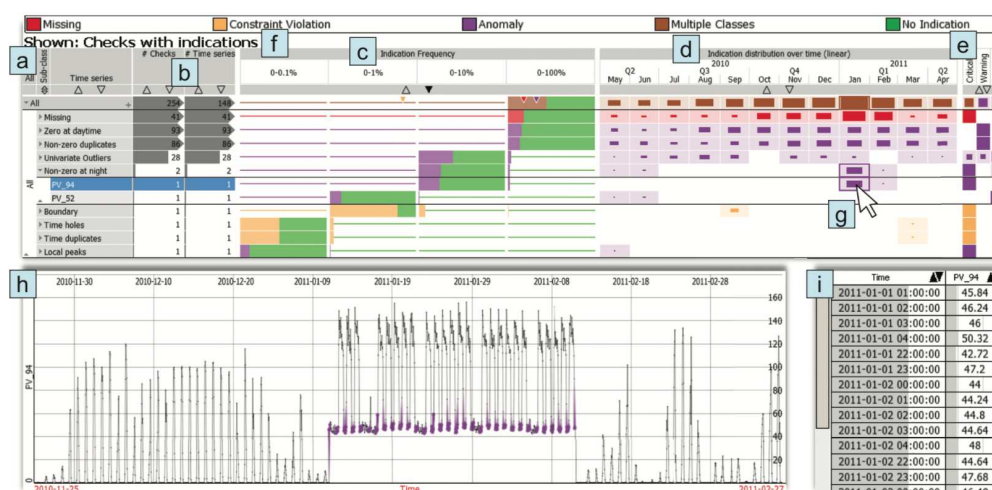 Missing Constraint Violation Anomaly Multiple Classes No Indication
Shown: Checks with indications
a b f c d e
All Sub-class Time series # Checks # Time series Indication Frequency Indication distribution over time (linear) Critical Warning
0-0.1% 0-1% 0-10% 0-100%
2010 2011
Q2 Q3 Q4 Q1 Q2
May Jun Jul Aug Sep Oct Nov Dec Jan Feb Mar Apr
All 254 148
Missing 41 41
Zero at daytime 93 93
Non-zero duplicates 86 86
Univariate Outliers 28 28
Non-zero at night 2 2
All PV_94 1 1
PV_52 1 1
Boundary 1 1
Time holes 1 1
Time duplicates 1 1
Local peaks 1 1
g
h
2010-11-30 2010-12-10 2010-12-20 2011-01-09 2011-01-19 2011-01-29 2011-02-08 2011-02-18 2011-02-28
160
140
120
100
80
60
40
20
0
PV_94
2010-11-25 Time 2011-03-27
i
Time PV_94
2011-01-01 01:00:00 45.84
2011-01-01 02:00:00 46.24
2011-01-01 03:00:00 46
2011-01-01 04:00:00 50.32
2011-01-01 22:00:00 42.72
2011-01-01 23:00:00 47.2
2011-01-02 00:00:00 44
2011-01-02 01:00:00 44.24
2011-01-02 02:00:00 44.8
2011-01-02 03:00:00 44.64
2011-01-02 04:00:00 48
2011-01-02 22:00:00 44.64
2011-01-02 23:00:00 47.68